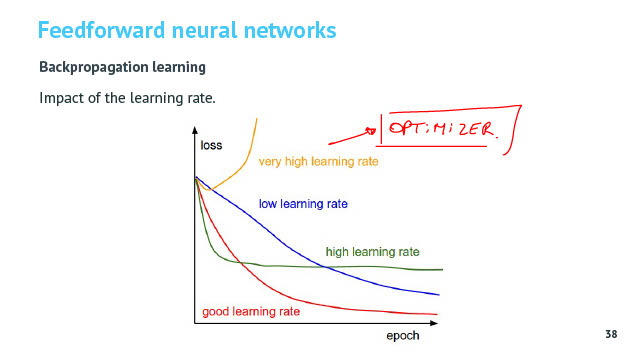 Feedforward neural networks
Backpropagation learning
Impact of the learning rate.
OPTIMIZER.
loss
very high learning rate
low learning rate
high learning rate
good learning rate
epoch
38